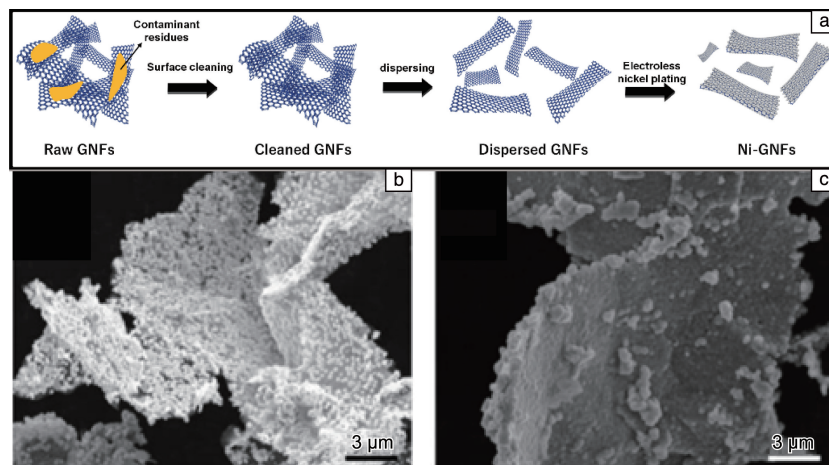 a
Contaminant
residues
Surface cleaning
dispersing
Electroless
nickel plating
Raw GNFs
Cleaned GNFs
Dispersed GNFs
Ni-GNFs
b
3 μm
c
3 μm